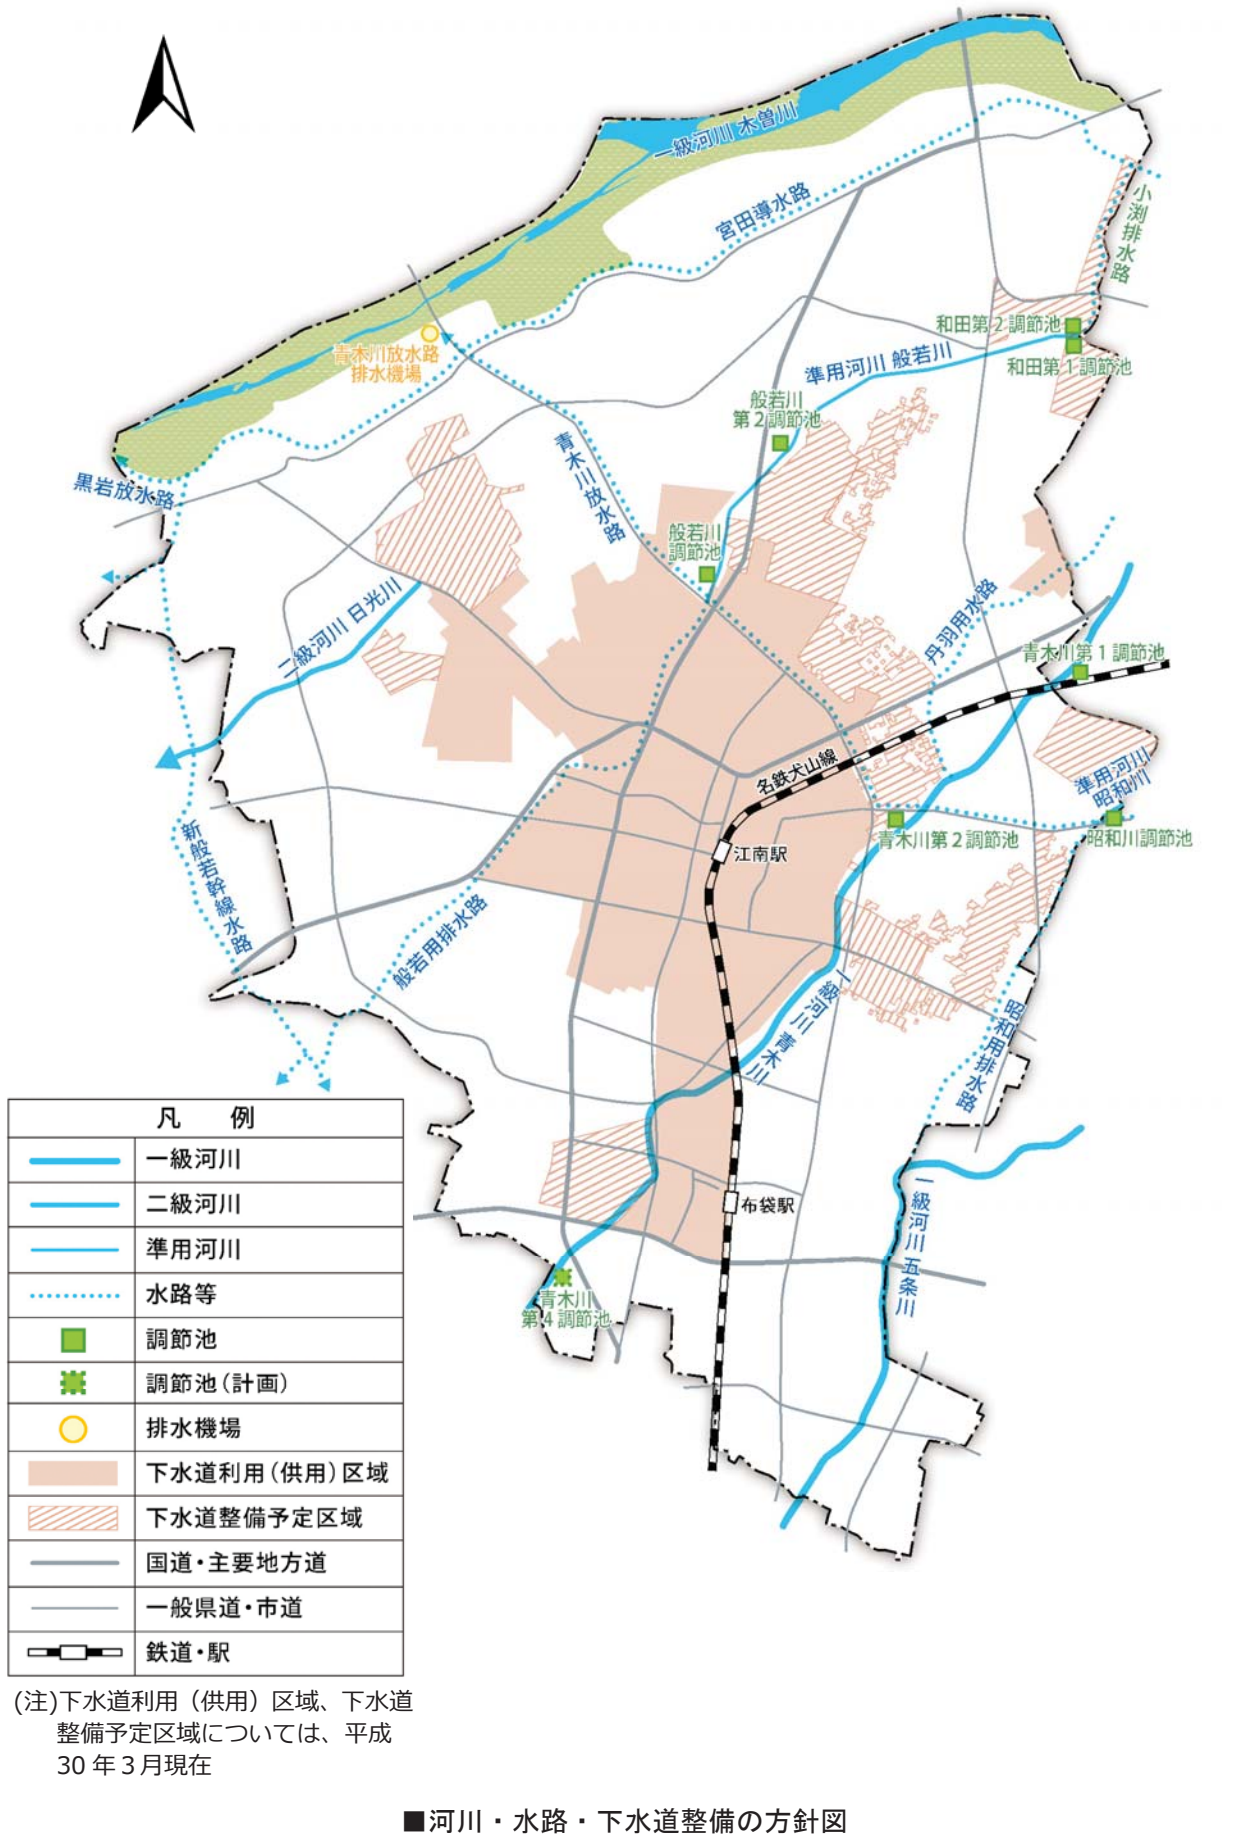 一級河川 木曽川
宮田導水路
小渕排水路
和田第2調節池
和田第1調節池
準用河川 般若川
青木川放水路
排水機場
般若川
第2調節池
青木川放水路
黒岩放水路
般若川
調節池
二級河川 日光川
丹羽用水路
青木川第1調節池
名鉄犬山線
準用河川
昭和川
新般若幹線水路
江南駅
青木川第2調節池
昭和川調節池
般若用排水路
一級河川 青木川
昭和用排水路
布袋駅
一級河川 五条川
青木川
第4調節池
凡 例
一級河川
二級河川
準用河川
水路等
調節池
調節池(計画)
排水機場
下水道利用(供用)区域
下水道整備予定区域
国道・主要地方道
一般県道・市道
鉄道・駅
(注)下水道利用（供用）区域、下水道
整備予定区域については、平成
30年3月現在
■河川・水路・下水道整備の方針図